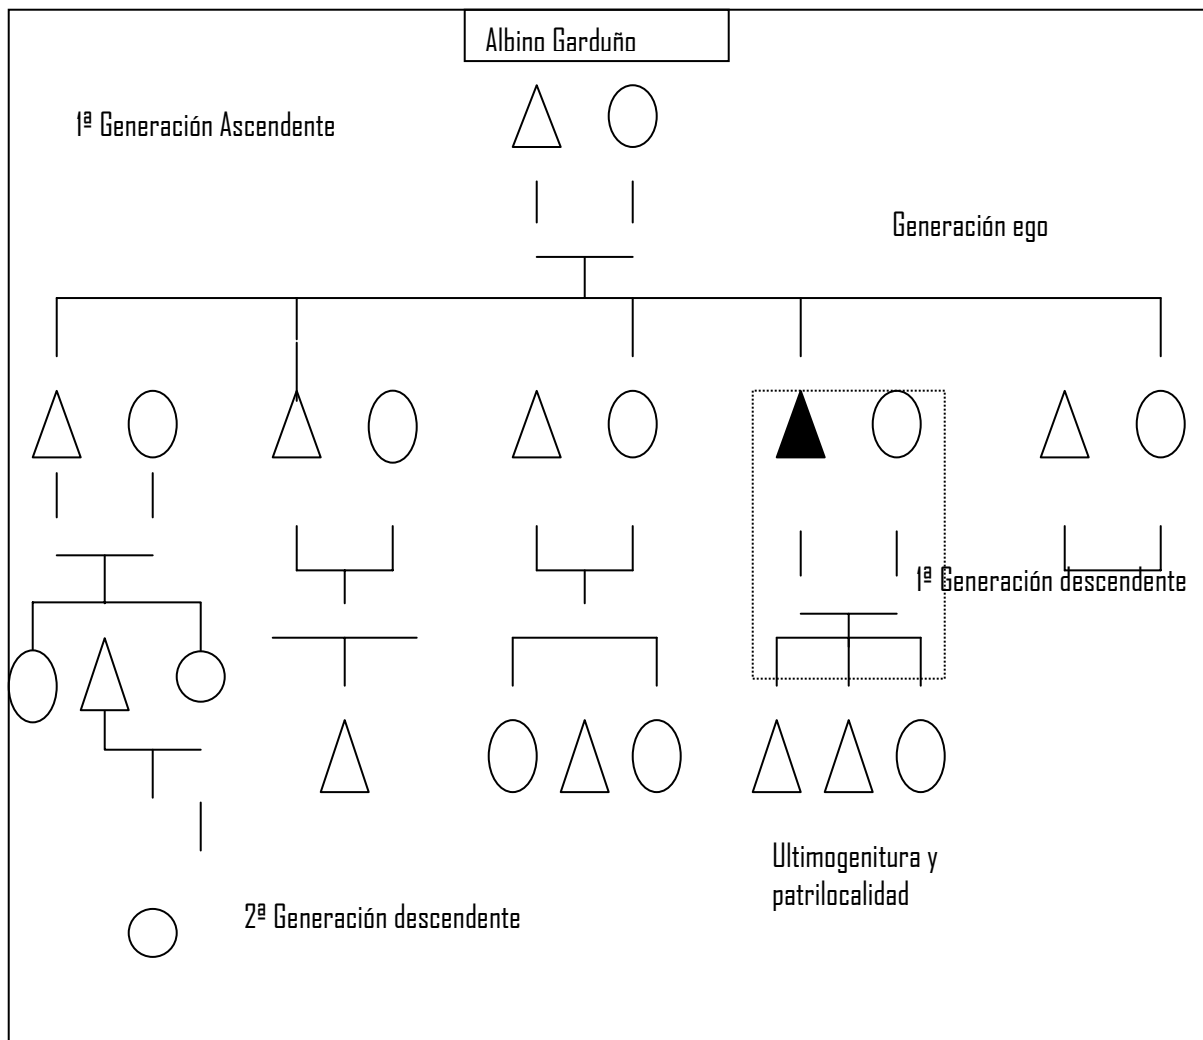 Albino Garduño
1ª Generación Ascendente
Generación ego
1ª Generación descendente
Ultimogenitura y
patrilocalidad
2ª Generación descendente